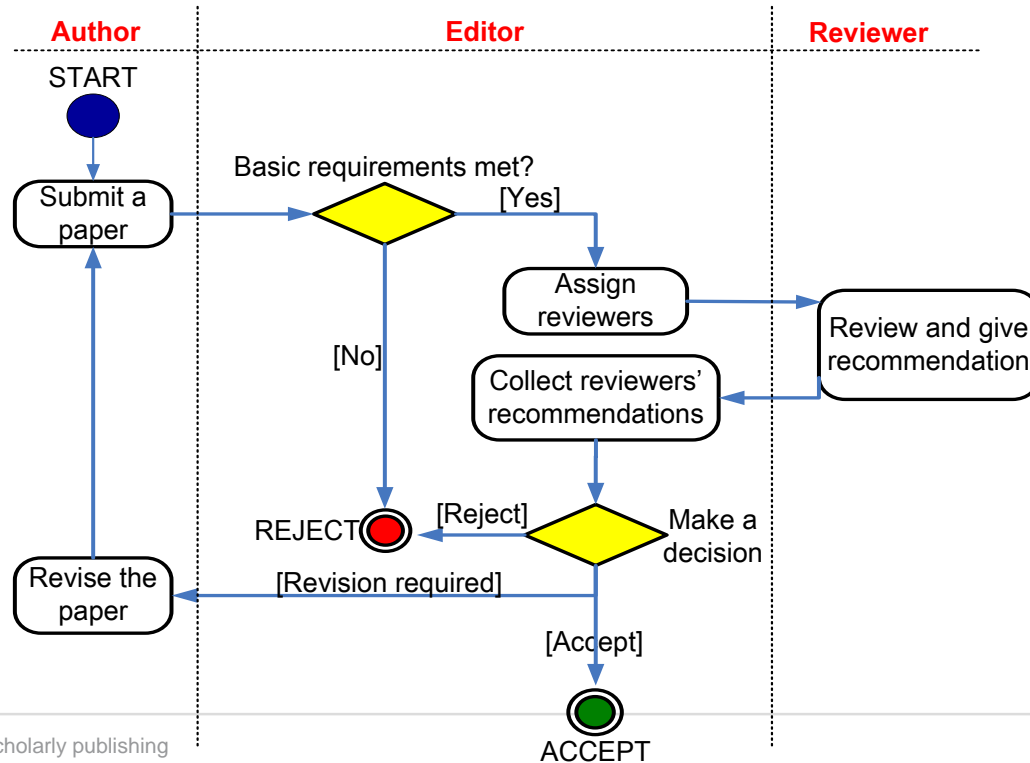 Author
Editor
Reviewer
START
Basic requirements met?
Submit a
paper
[Yes]
Assign
reviewers
Review and give
recommendation
[No]
Collect reviewers’
recommendations
REJECT
[Reject]
Make a
decision
Revise the
paper
[Revision required]
[Accept]
cholarly publishing
ACCEPT